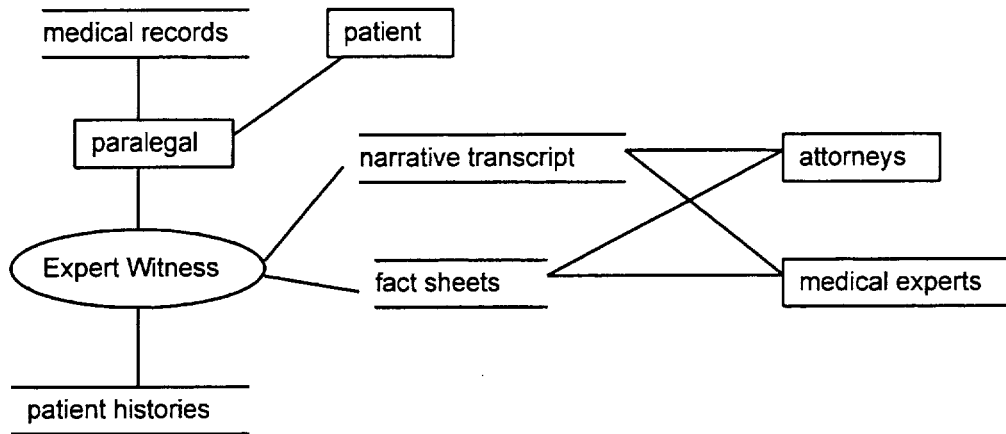 medical records
patient
paralegal
narrative transcript
attorneys
Expert Witness
fact sheets
medical experts
patient histories